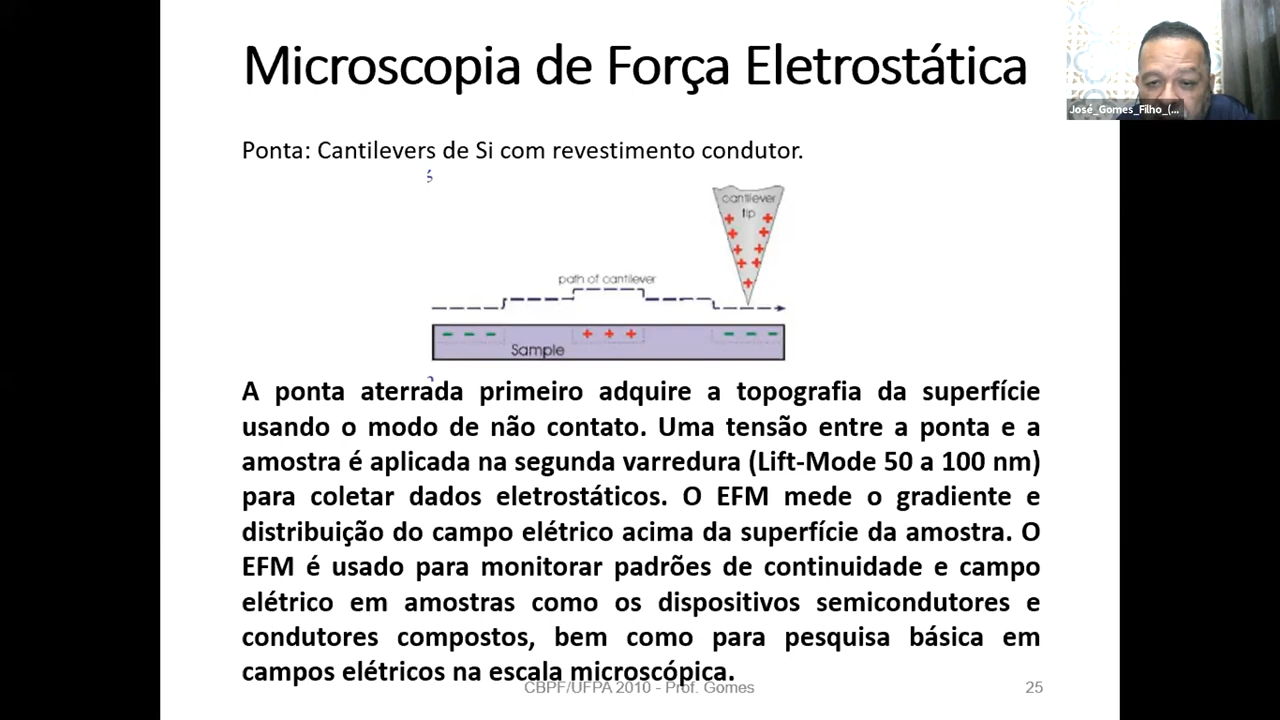 Microscopia de Força Eletrostática
José_Gomes_Filho_(...
Ponta: Cantilevers de Si com revestimento condutor.
cantilever
tip
path of cantilever
Sample
A ponta aterrada primeiro adquire a topografia da superfície
usando o modo de não contato. Uma tensão entre a ponta e a
amostra é aplicada na segunda varredura (Lift-Mode 50 a 100 nm)
para coletar dados eletrostáticos. O EFM mede o gradiente e
distribuição do campo elétrico acima da superfície da amostra. O
EFM é usado para monitorar padrões de continuidade e campo
elétrico em amostras como os dispositivos semicondutores e
condutores compostos, bem como para pesquisa básica em
campos elétricos na escala microscópica.
CBPF/UFPA 2010 - Prof. Gomes
25